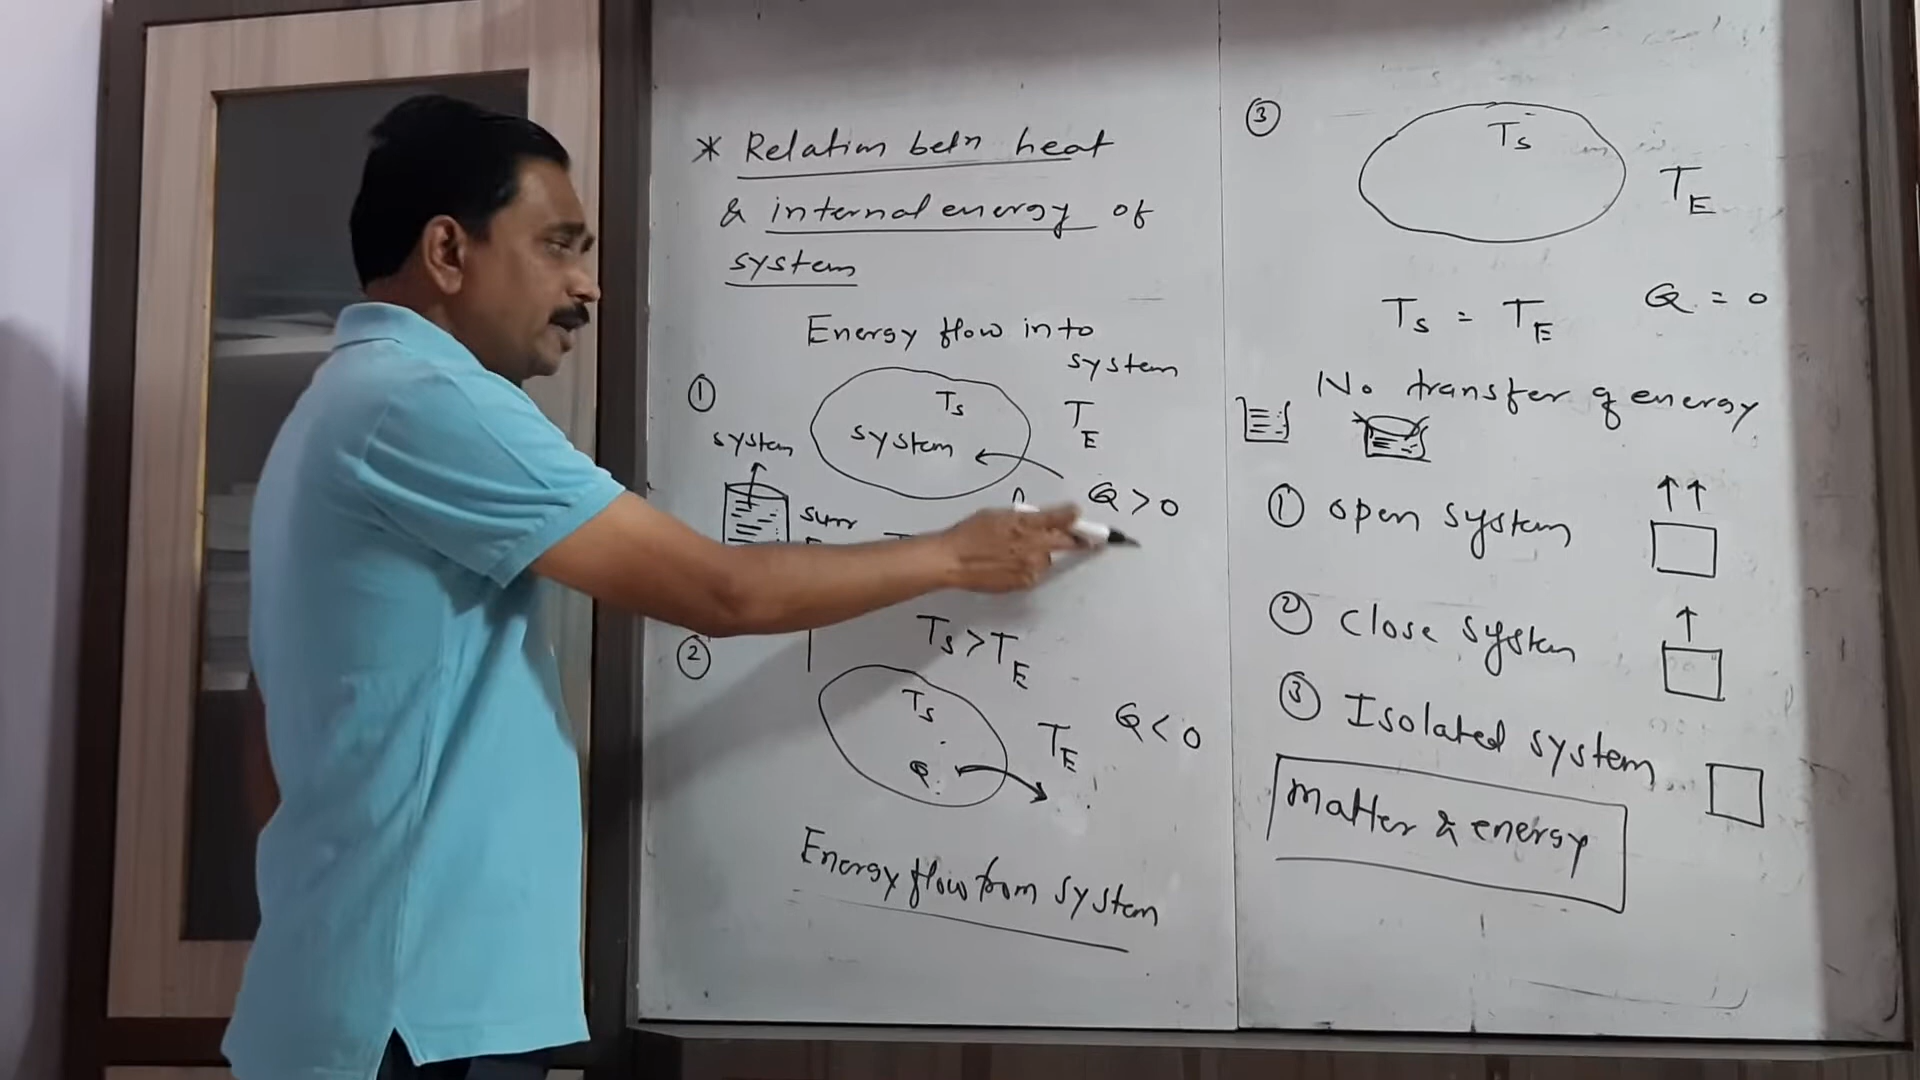 * Relation betn heat
& internal energy of
system
Energy flow into
system
①
Ts
TE
system
system
Q > 0
surr
②
Ts > TE
Ts
TE
Q < 0
Q
Energy flow from system
③
Ts
TE
Ts = TE
Q = 0
No transfer of energy
① open system
② close system
③ Isolated system
matter & energy